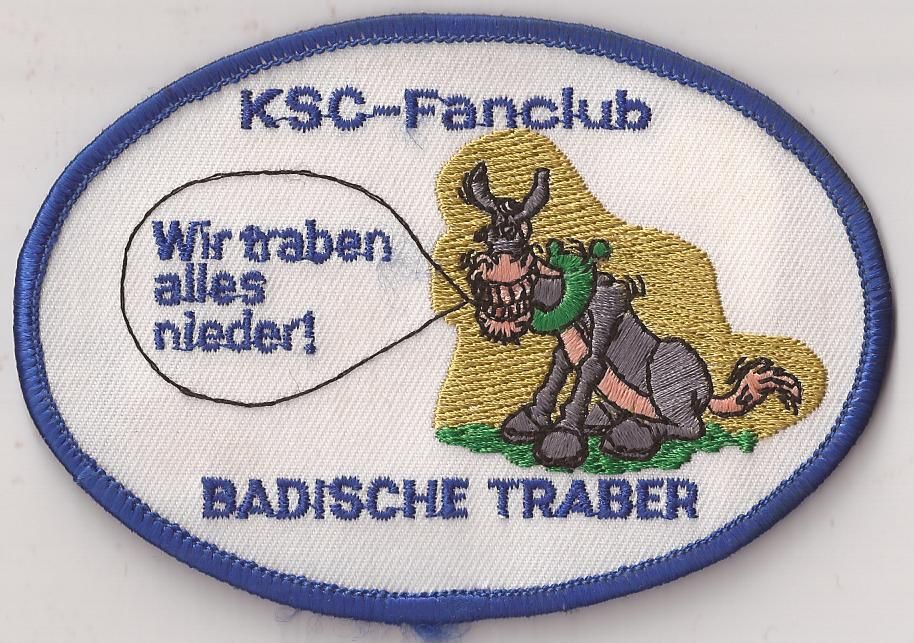 KSC-Fanclub
Wir traben
alles
nieder!
BADISCHE TRABER